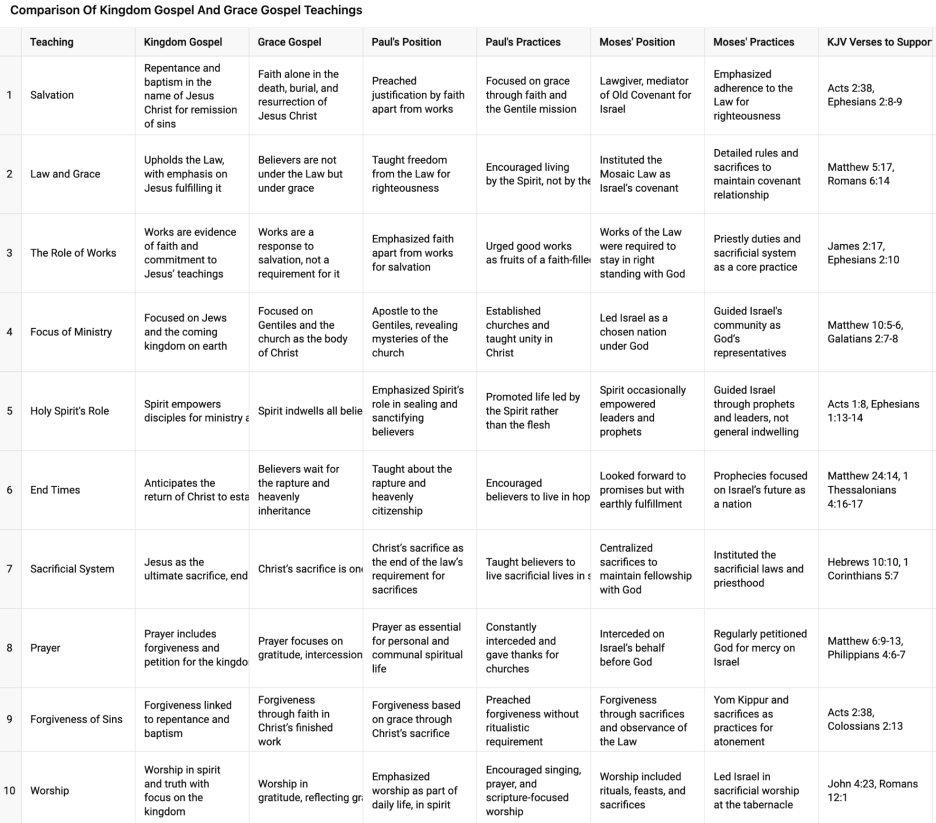 Comparison Of Kingdom Gospel And Grace Gospel Teachings
Teaching Kingdom Gospel Grace Gospel Paul's Position Paul's Practices Moses' Position Moses' Practices KJV Verses to Suppor
1
Salvation
Repentance and
baptism in the
name of Jesus
Christ for remission
of sins
Faith alone in the
death, burial, and
resurrection of
Jesus Christ
Preached
justification by faith
apart from works
Focused on grace
through faith and
the Gentile mission
Lawgiver, mediator
of Old Covenant for
Israel
Emphasized
adherence to the
Law for
righteousness
Acts 2:38,
Ephesians 2:8-9
2
Law and Grace
Upholds the Law,
with emphasis on
Jesus fulfilling it
Believers are not
under the Law but
under grace
Taught freedom
from the Law for
righteousness
Encouraged living
by the Spirit, not by the
Instituted the
Mosaic Law as
Israel's covenant
Detailed rules and
sacrifices to
maintain covenant
relationship
Matthew 5:17,
Romans 6:14
3
The Role of Works
Works are evidence
of faith and
commitment to
Jesus' teachings
Works are a
response to
salvation, not a
requirement for it
Emphasized faith
apart from works
for salvation
Urged good works
as fruits of a faith-fille
Works of the Law
were required to
stay in right
standing with God
Priestly duties and
sacrificial system
as a core practice
James 2:17,
Ephesians 2:10
4
Focus of Ministry
Focused on Jews
and the coming
kingdom on earth
Focused on
Gentiles and the
church as the body
of Christ
Apostle to the
Gentiles, revealing
mysteries of the
church
Established
churches and
taught unity in
Christ
Led Israel as a
chosen nation
under God
Guided Israel's
community as
God's
representatives
Matthew 10:5-6,
Galatians 2:7-8
5
Holy Spirit's Role
Spirit empowers
disciples for ministry a
Spirit indwells all belie
Emphasized Spirit's
role in sealing and
sanctifying
believers
Promoted life led by
the Spirit rather
than the flesh
Spirit occasionally
empowered
leaders and
prophets
Guided Israel
through prophets
and leaders, not
general indwelling
Acts 1:8, Ephesians
1:13-14
6
End Times
Anticipates the
return of Christ to esta
Believers wait for
the rapture and
heavenly
inheritance
Taught about the
rapture and
heavenly
citizenship
Encouraged
believers to live in hop
Looked forward to
promises but with
earthly fulfillment
Prophecies focused
on Israel's future as
a nation
Matthew 24:14, 1
Thessalonians
4:16-17
7
Sacrificial System
Jesus as the
ultimate sacrifice, end
Christ's sacrifice is on
Christ's sacrifice as
the end of the law's
requirement for
sacrifices
Taught believers to
live sacrificial lives in s
Centralized
sacrifices to
maintain fellowship
with God
Instituted the
sacrificial laws and
priesthood
Hebrews 10:10, 1
Corinthians 5:7
8
Prayer
Prayer includes
forgiveness and
petition for the kingdo
Prayer focuses on
gratitude, intercession
Prayer as essential
for personal and
communal spiritual
life
Constantly
interceded and
gave thanks for
churches
Interceded on
Israel's behalf
before God
Regularly petitioned
God for mercy on
Israel
Matthew 6:9-13,
Philippians 4:6-7
9
Forgiveness of Sins
Forgiveness linked
to repentance and
baptism
Forgiveness
through faith in
Christ's finished
work
Forgiveness based
on grace through
Christ's sacrifice
Preached
forgiveness without
ritualistic
requirement
Forgiveness
through sacrifices
and observance of
the Law
Yom Kippur and
sacrifices as
practices for
atonement
Acts 2:38,
Colossians 2:13
10
Worship
Worship in spirit
and truth with
focus on the
kingdom
Worship in
gratitude, reflecting gr
Emphasized
worship as part of
daily life, in spirit
Encouraged singing,
prayer, and
scripture-focused
worship
Worship included
rituals, feasts, and
sacrifices
Led Israel in
sacrificial worship
at the tabernacle
John 4:23, Romans
12:1